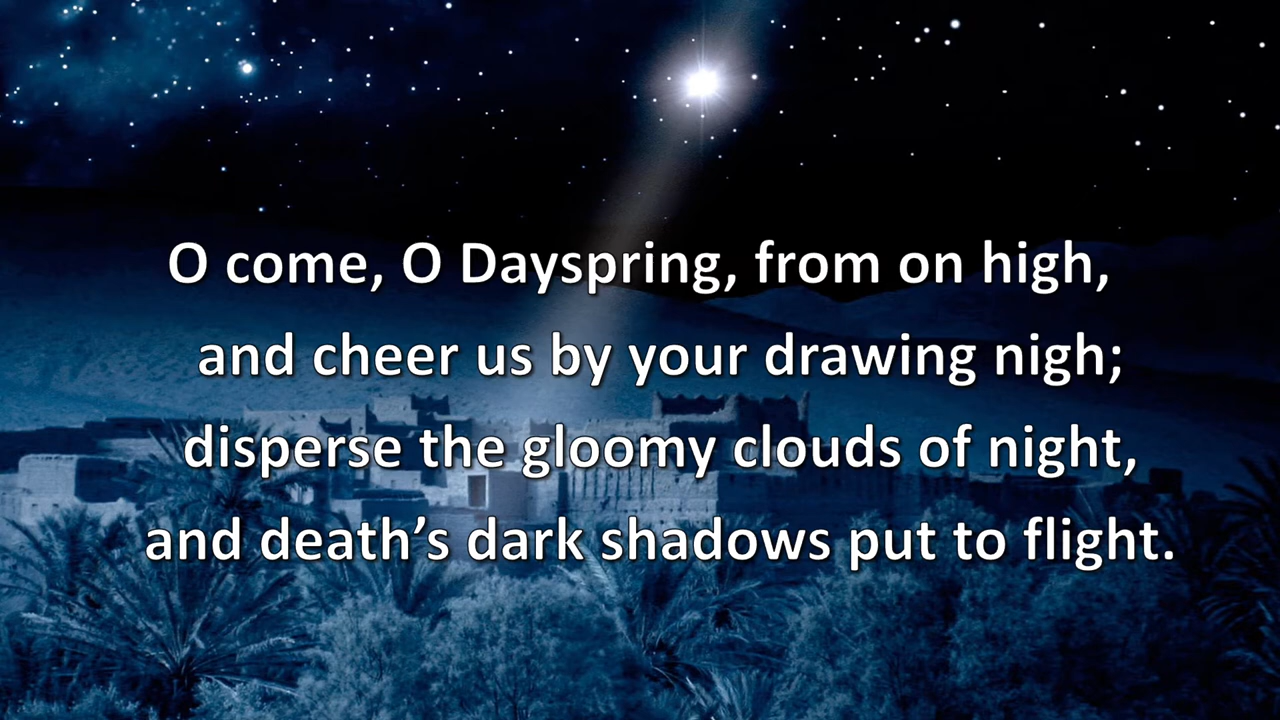 O come, O Dayspring, from on high,
and cheer us by your drawing nigh;
disperse the gloomy clouds of night,
and death’s dark shadows put to flight.